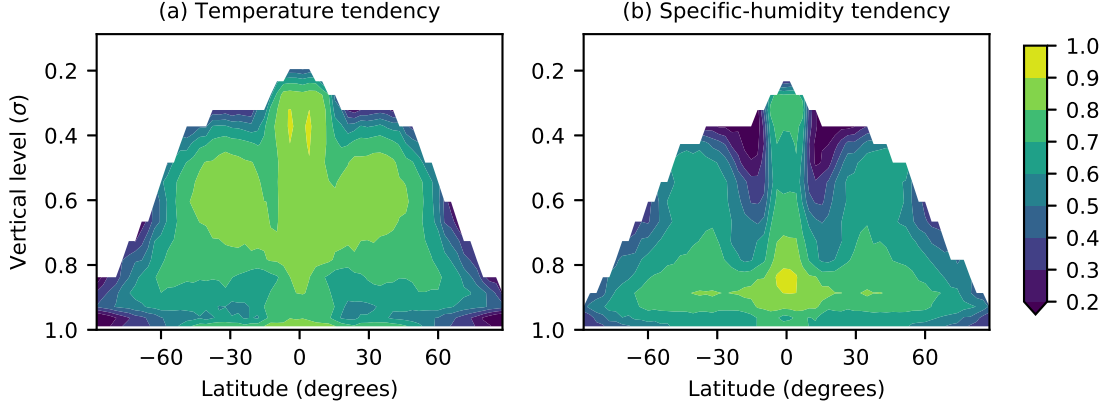 (a) Temperature tendency
(b) Specific-humidity tendency
Vertical level (σ)
0.2
0.4
0.6
0.8
1.0
−60 −30 0 30 60
Latitude (degrees)
0.2
0.4
0.6
0.8
1.0
−60 −30 0 30 60
Latitude (degrees)
1.0
0.9
0.8
0.7
0.6
0.5
0.4
0.3
0.2